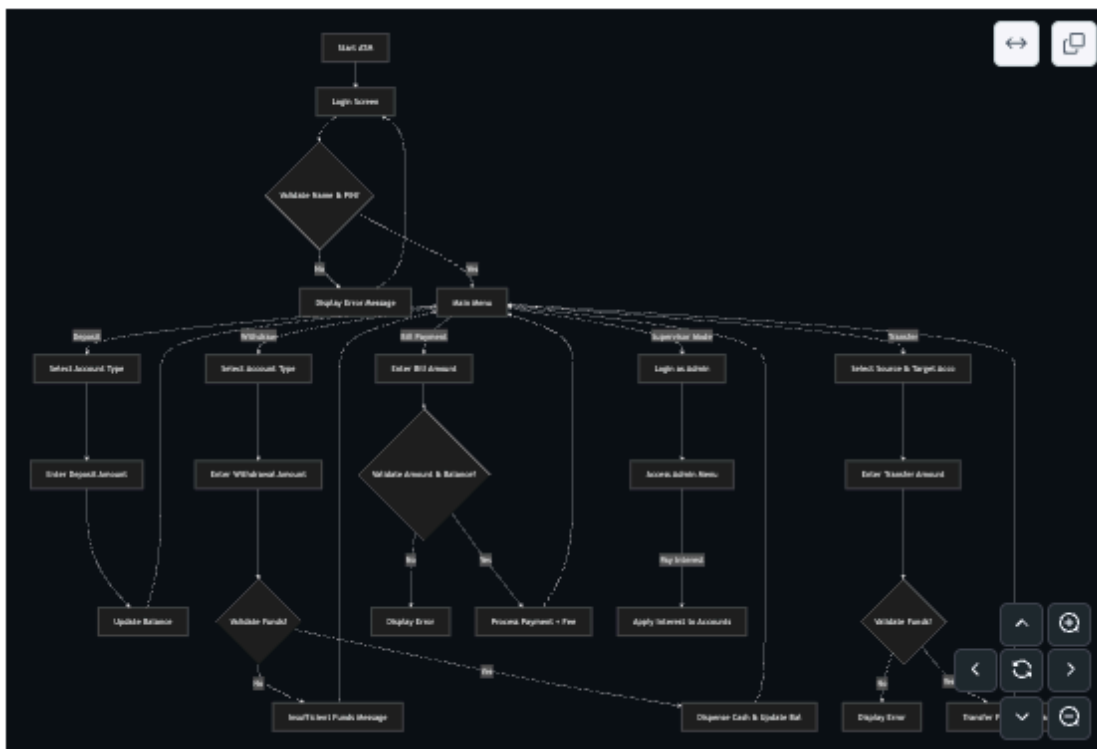 Start ATM
Login Screen
Validate Name & PIN?
No
Yes
Display Error Message
Main Menu
Deposit
Withdraw
Bill Payment
Supervisor Mode
Transfer
Select Account Type
Select Account Type
Enter Bill Amount
Login as Admin
Select Source & Target Acco
Enter Deposit Amount
Enter Withdrawal Amount
Validate Amount & Balance?
Access Admin Menu
Enter Transfer Amount
No
Yes
Pay Interest
Update Balance
Validate Funds?
Display Error
Process Payment + Fee
Apply Interest to Accounts
Validate Funds?
No
Yes
No
Insufficient Funds Message
Dispense Cash & Update Bal
Display Error
Transfer